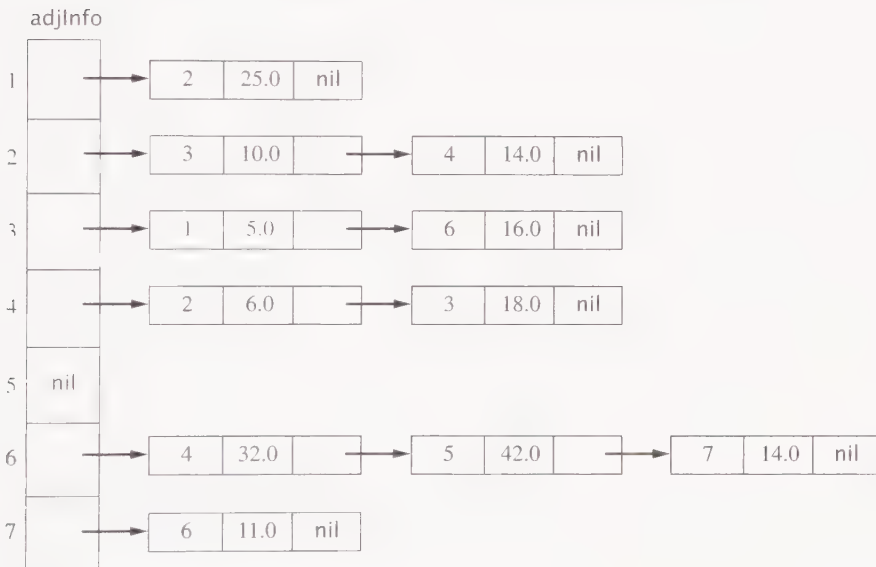 adjInfo
1 2 25.0 nil
2 3 10.0 4 14.0 nil
3 1 5.0 6 16.0 nil
4 2 6.0 3 18.0 nil
5 nil
6 4 32.0 5 42.0 7 14.0 nil
7 6 11.0 nil